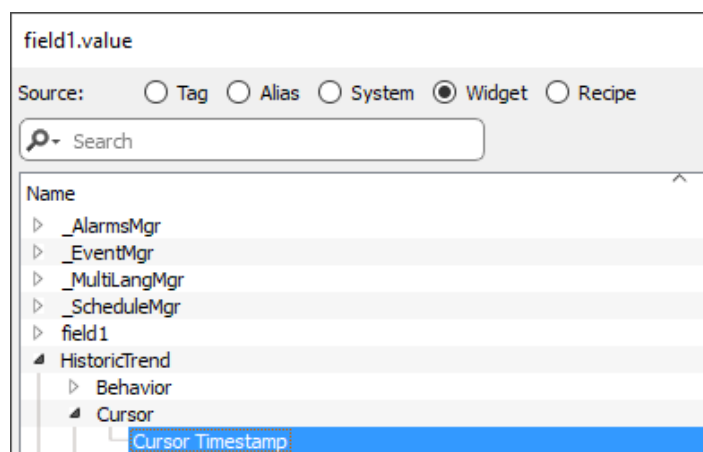 field1.value
Source: Tag Alias System Widget Recipe
Search
Name
_AlarmsMgr
_EventMgr
_MultiLangMgr
_ScheduleMgr
field1
HistoricTrend
Behavior
Cursor
Cursor Timestamp